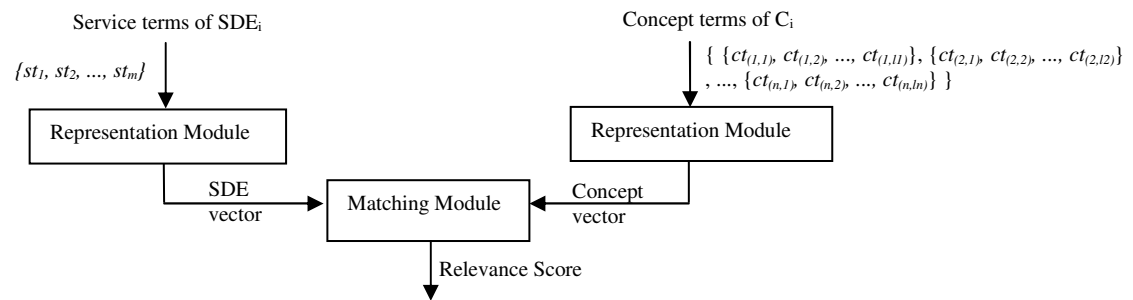 Service terms of SDEi
Concept terms of Ci
{st1, st2, ..., stm}
{ {ct(1,1), ct(1,2), ..., ct(1,l1)}, {ct(2,1), ct(2,2), ..., ct(2,l2)}
, ..., {ct(n,1), ct(n,2), ..., ct(n,ln)} }
Representation Module
Representation Module
SDE
vector
Matching Module
Concept
vector
Relevance Score